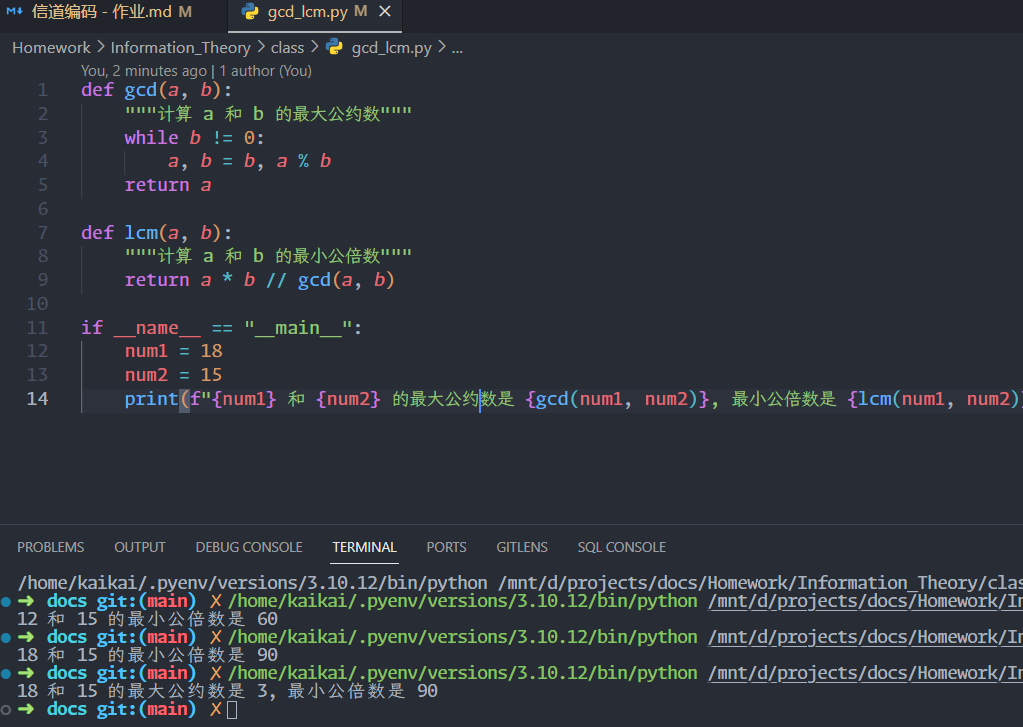 信道编码 - 作业.md M gcd_lcm.py M
Homework > Information_Theory > class > gcd_lcm.py > ...
You, 2 minutes ago | 1 author (You)
1 def gcd(a, b):
2 """计算 a 和 b 的最大公约数"""
3 while b != 0:
4 a, b = b, a % b
5 return a
6
7 def lcm(a, b):
8 """计算 a 和 b 的最小公倍数"""
9 return a * b // gcd(a, b)
10
11 if __name__ == "__main__":
12 num1 = 18
13 num2 = 15
14 print(f"{num1} 和 {num2} 的最大公约数是 {gcd(num1, num2)}, 最小公倍数是 {lcm(num1, num2)}
PROBLEMS OUTPUT DEBUG CONSOLE TERMINAL PORTS GITLENS SQL CONSOLE
/home/kaikai/.pyenv/versions/3.10.12/bin/python /mnt/d/projects/docs/Homework/Information_Theory/clas
➜ docs git:(main) ✗ /home/kaikai/.pyenv/versions/3.10.12/bin/python /mnt/d/projects/docs/Homework/In
12 和 15 的最小公倍数是 60
➜ docs git:(main) ✗ /home/kaikai/.pyenv/versions/3.10.12/bin/python /mnt/d/projects/docs/Homework/In
18 和 15 的最小公倍数是 90
➜ docs git:(main) ✗ /home/kaikai/.pyenv/versions/3.10.12/bin/python /mnt/d/projects/docs/Homework/In
18 和 15 的最大公约数是 3, 最小公倍数是 90
➜ docs git:(main) ✗